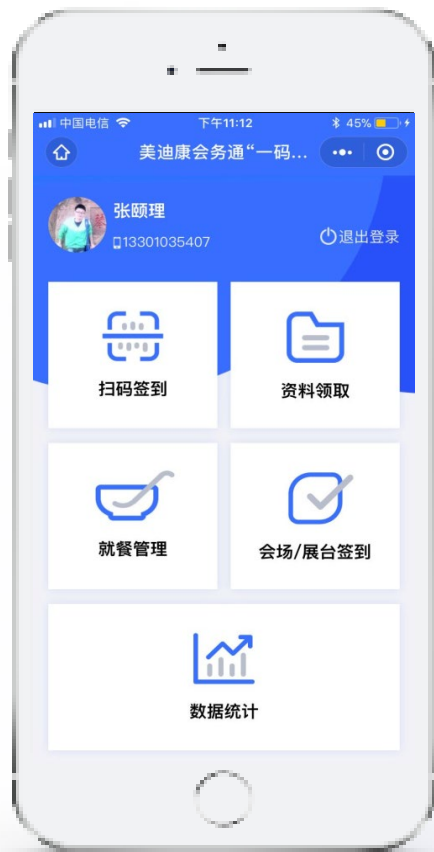 中国电信 下午11:12 45%
美迪康会务通“一码...
张颐理
13301035407 退出登录
扫码签到 资料领取
就餐管理 会场/展台签到
数据统计